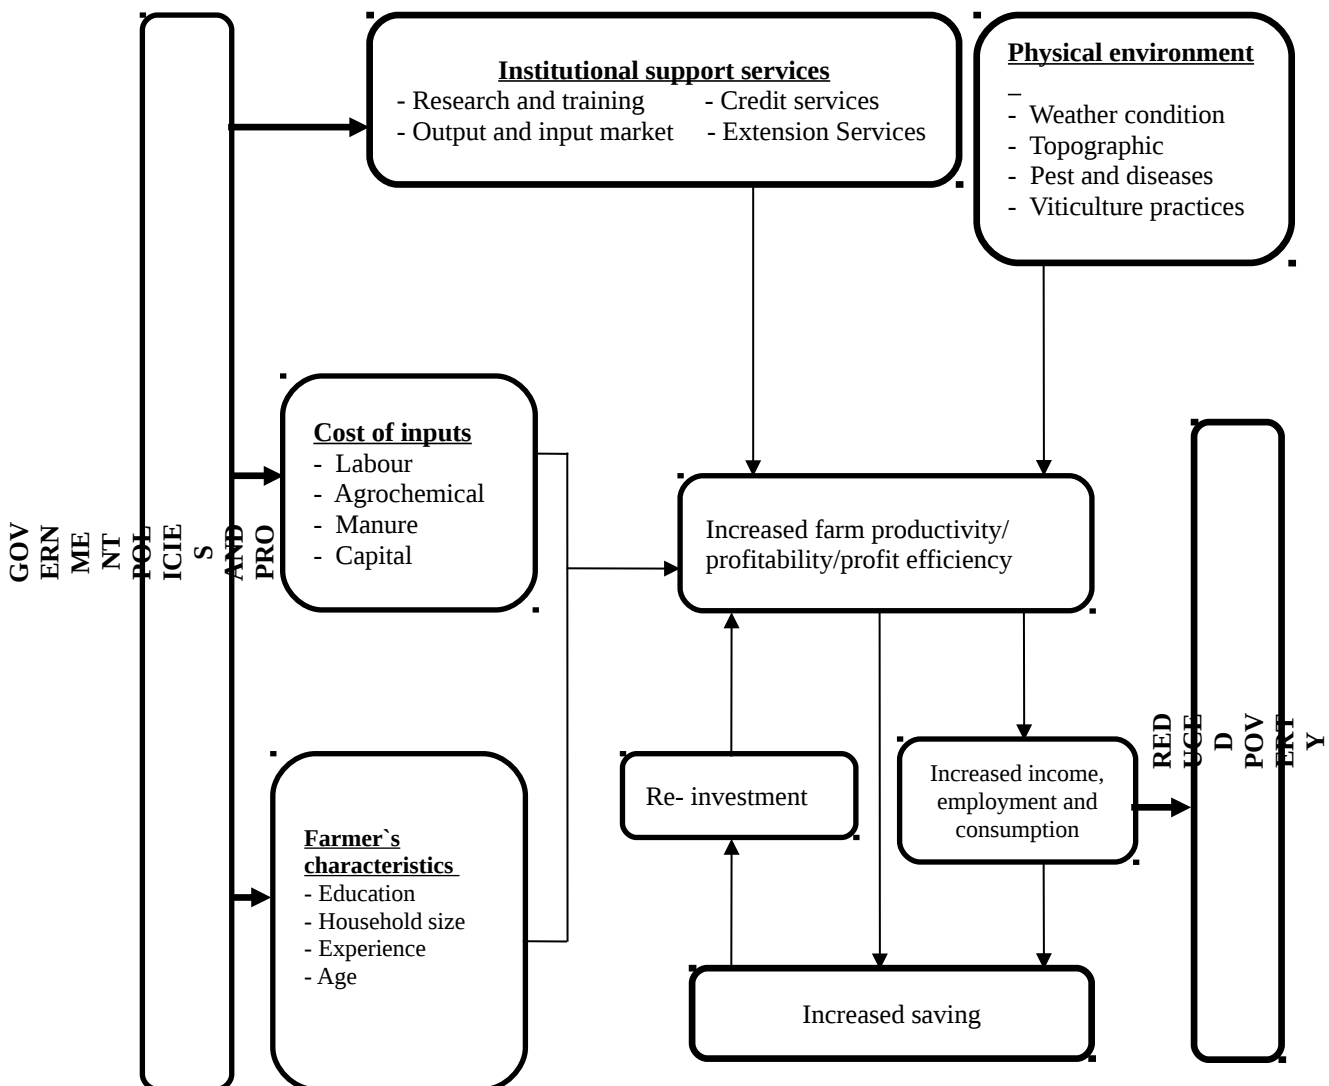 Institutional support services
- Research and training - Credit services
- Output and input market - Extension Services
Physical environment
–
- Weather condition
- Topographic
- Pest and diseases
- Viticulture practices
GOV
ERN
ME
NT
POL
ICIE
S
AND
PRO
Cost of inputs
- Labour
- Agrochemical
- Manure
- Capital
Increased farm productivity/
profitability/profit efficiency
Farmer`s
characteristics
- Education
- Household size
- Experience
- Age
Re- investment
Increased income,
employment and
consumption
RED
UCE
D
POV
ERT
Y
Increased saving